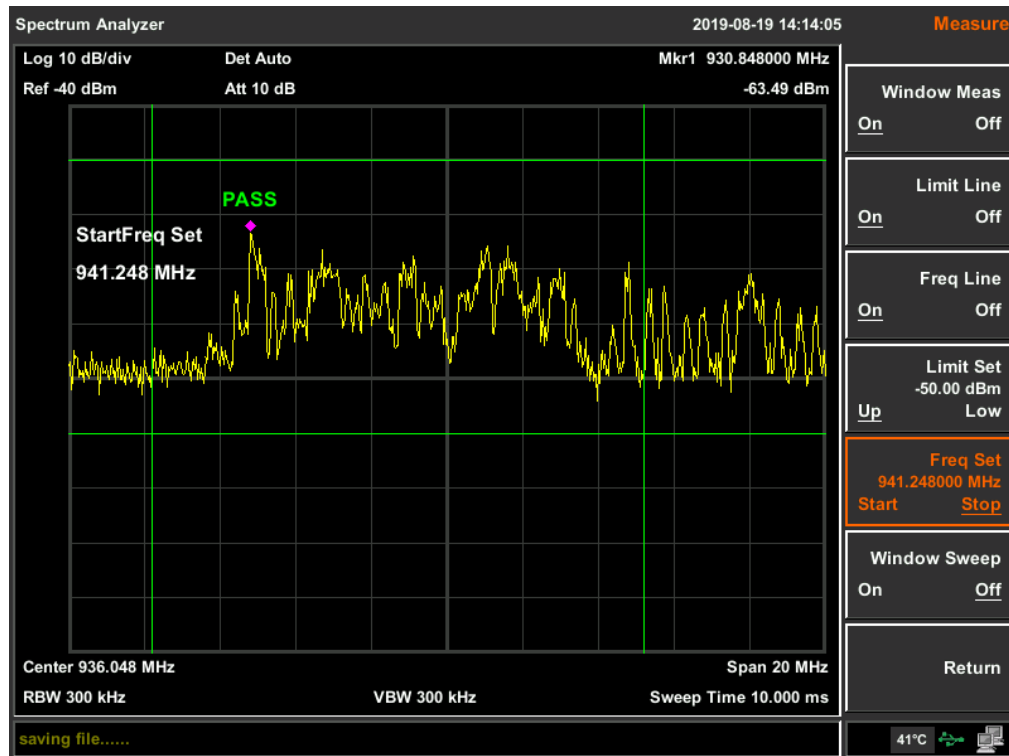 Spectrum Analyzer 2019-08-19 14:14:05 Measure
Log 10 dB/div Det Auto Mkr1 930.848000 MHz
Ref -40 dBm Att 10 dB -63.49 dBm
PASS
StartFreq Set
941.248 MHz
Center 936.048 MHz Span 20 MHz
RBW 300 kHz VBW 300 kHz Sweep Time 10.000 ms
saving file......
Window Meas
On Off
Limit Line
On Off
Freq Line
On Off
Limit Set
-50.00 dBm
Up Low
Freq Set
941.248000 MHz
Start Stop
Window Sweep
On Off
Return
41°C